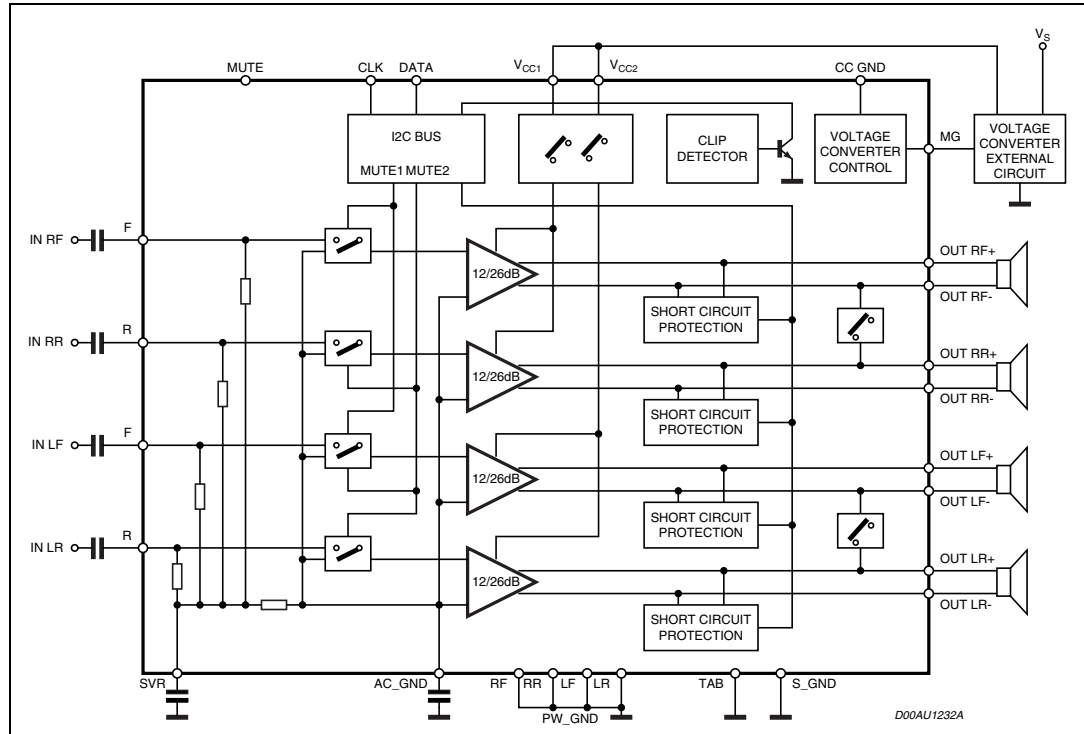 VS
MUTE CLK DATA VCC1 VCC2 CC GND
I2C BUS
MUTE1 MUTE2
CLIP
DETECTOR
VOLTAGE
CONVERTER
CONTROL
MG
VOLTAGE
CONVERTER
EXTERNAL
CIRCUIT
IN RF F
12/26dB
SHORT CIRCUIT
PROTECTION
OUT RF+
OUT RF-
IN RR R
12/26dB
SHORT CIRCUIT
PROTECTION
OUT RR+
OUT RR-
IN LF F
12/26dB
SHORT CIRCUIT
PROTECTION
OUT LF+
OUT LF-
IN LR R
12/26dB
SHORT CIRCUIT
PROTECTION
OUT LR+
OUT LR-
SVR AC_GND RF RR LF LR TAB S_GND
PW_GND
D00AU1232A